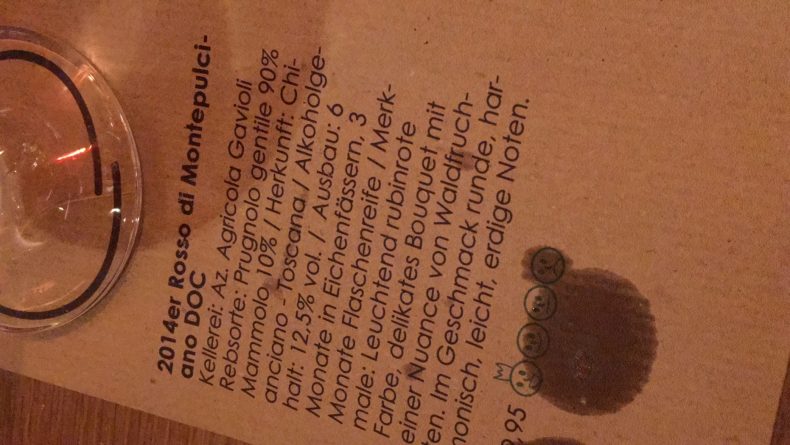 2014er Rosso di Montepulci-
ano DOC
Kellerei: Az. Agricola Gavioli
Rebsorte: Prugnolo gentile 90%
Mammolo 10% / Herkunft: Chi-
anciano - Toscana / Alkoholge-
halt: 12.5% vol. / Ausbau: 6
Monate in Eichenfässern, 3
Monate Flaschenreife / Merk-
male: Leuchtend rubinrote
Farbe, delikates Bouquet mit
einer Nuance von Waldfruch-
ten. Im Geschmack runde, har-
monisch, leicht, erdige Noten.